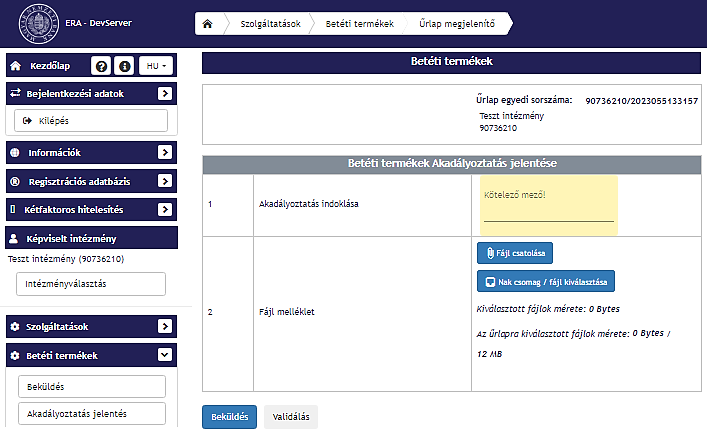 ERA - DevServer
Szolgáltatások
Betéti termékek
Űrlap megjelenítő
Kezdőlap
HU
Bejelentkezési adatok
Kilépés
Információk
Regisztrációs adatbázis
Kétfaktoros hitelesítés
Képviselt intézmény
Teszt intézmény (90736210)
Intézményválasztás
Szolgáltatások
Betéti termékek
Beküldés
Akadályoztatás jelentés
Betéti termékek
Űrlap egyedi sorszáma: 90736210/2023055133157
Teszt intézmény
90736210
Betéti termékek Akadályoztatás jelentése
1 Akadályoztatás indoklása Kötelező mező!
2 Fájl melléklet
Fájl csatolása
Nak csomag / fájl kiválasztása
Kiválasztott fájlok mérete: 0 Bytes
Az űrlapra kiválasztott fájlok mérete: 0 Bytes /
12 MB
Beküldés
Validálás